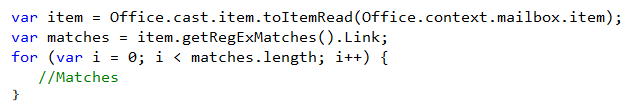 var item = Office.cast.item.toItemRead(Office.context.mailbox.item);
var matches = item.getRegExMatches().Link;
for (var i = 0; i < matches.length; i++) {
   //Matches
}